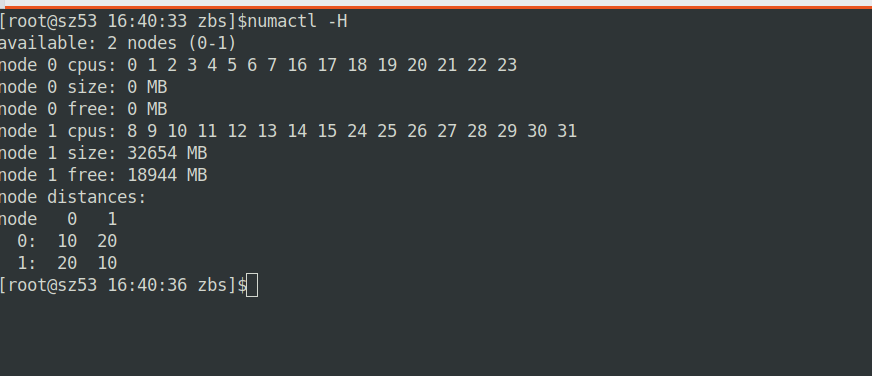 [root@sz53 16:40:33 zbs]$numactl -H
available: 2 nodes (0-1)
node 0 cpus: 0 1 2 3 4 5 6 7 16 17 18 19 20 21 22 23
node 0 size: 0 MB
node 0 free: 0 MB
node 1 cpus: 8 9 10 11 12 13 14 15 24 25 26 27 28 29 30 31
node 1 size: 32654 MB
node 1 free: 18944 MB
node distances:
node   0   1
  0:  10  20
  1:  20  10
[root@sz53 16:40:36 zbs]$